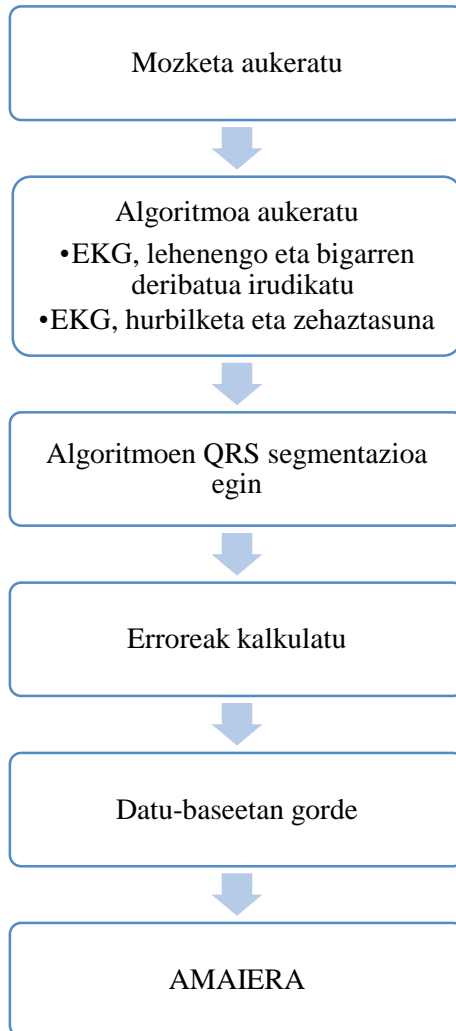 Mozketa aukeratu
Algoritmoa aukeratu
•EKG, lehenengo eta bigarren
deribatua irudikatu
•EKG, hurbilketa eta zehaztasuna
Algoritmoen QRS segmentazioa
egin
Erroreak kalkulatu
Datu-baseetan gorde
AMAIERA